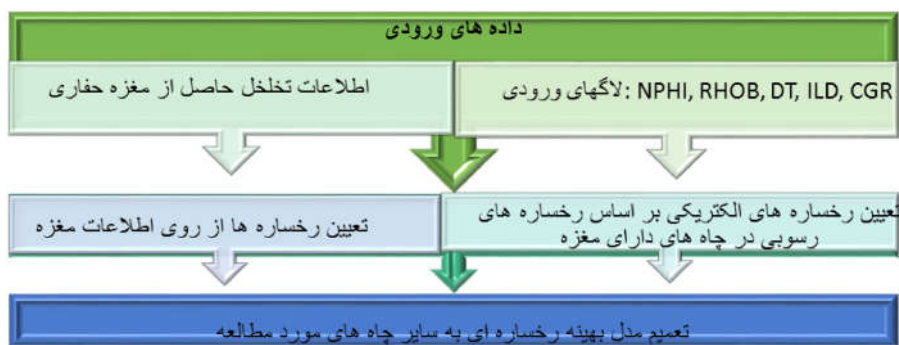 داده های ورودی
لاگهای ورودی: NPHI, RHOB, DT, ILD, CGR
اطلاعات تخلخل حاصل از مغزه حفاری
تعیین رخساره های الکتریکی بر اساس رخساره های
رسوبی در چاه های دارای مغزه
تعیین رخساره ها از روی اطلاعات مغزه
تعمیم مدل بهینه رخساره ای به سایر چاه های مورد مطالعه